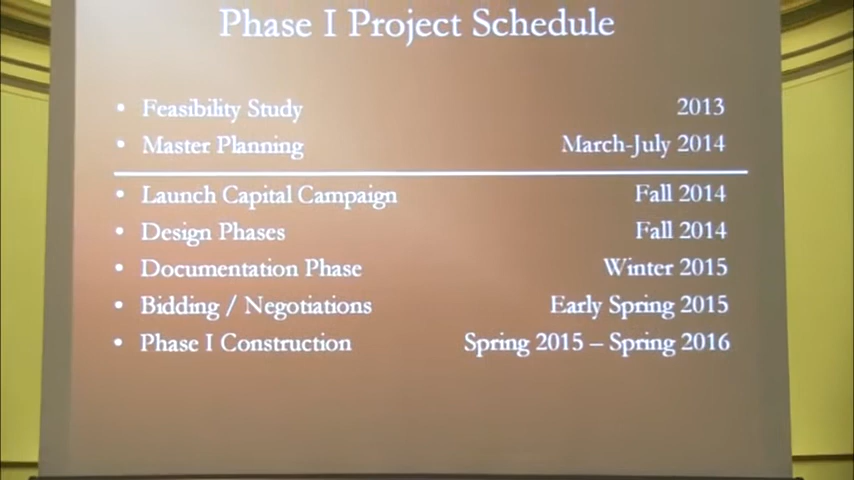 Phase I Project Schedule
• Feasibility Study 2013
• Master Planning March-July 2014
• Launch Capital Campaign Fall 2014
• Design Phases Fall 2014
• Documentation Phase Winter 2015
• Bidding / Negotiations Early Spring 2015
• Phase I Construction Spring 2015 – Spring 2016